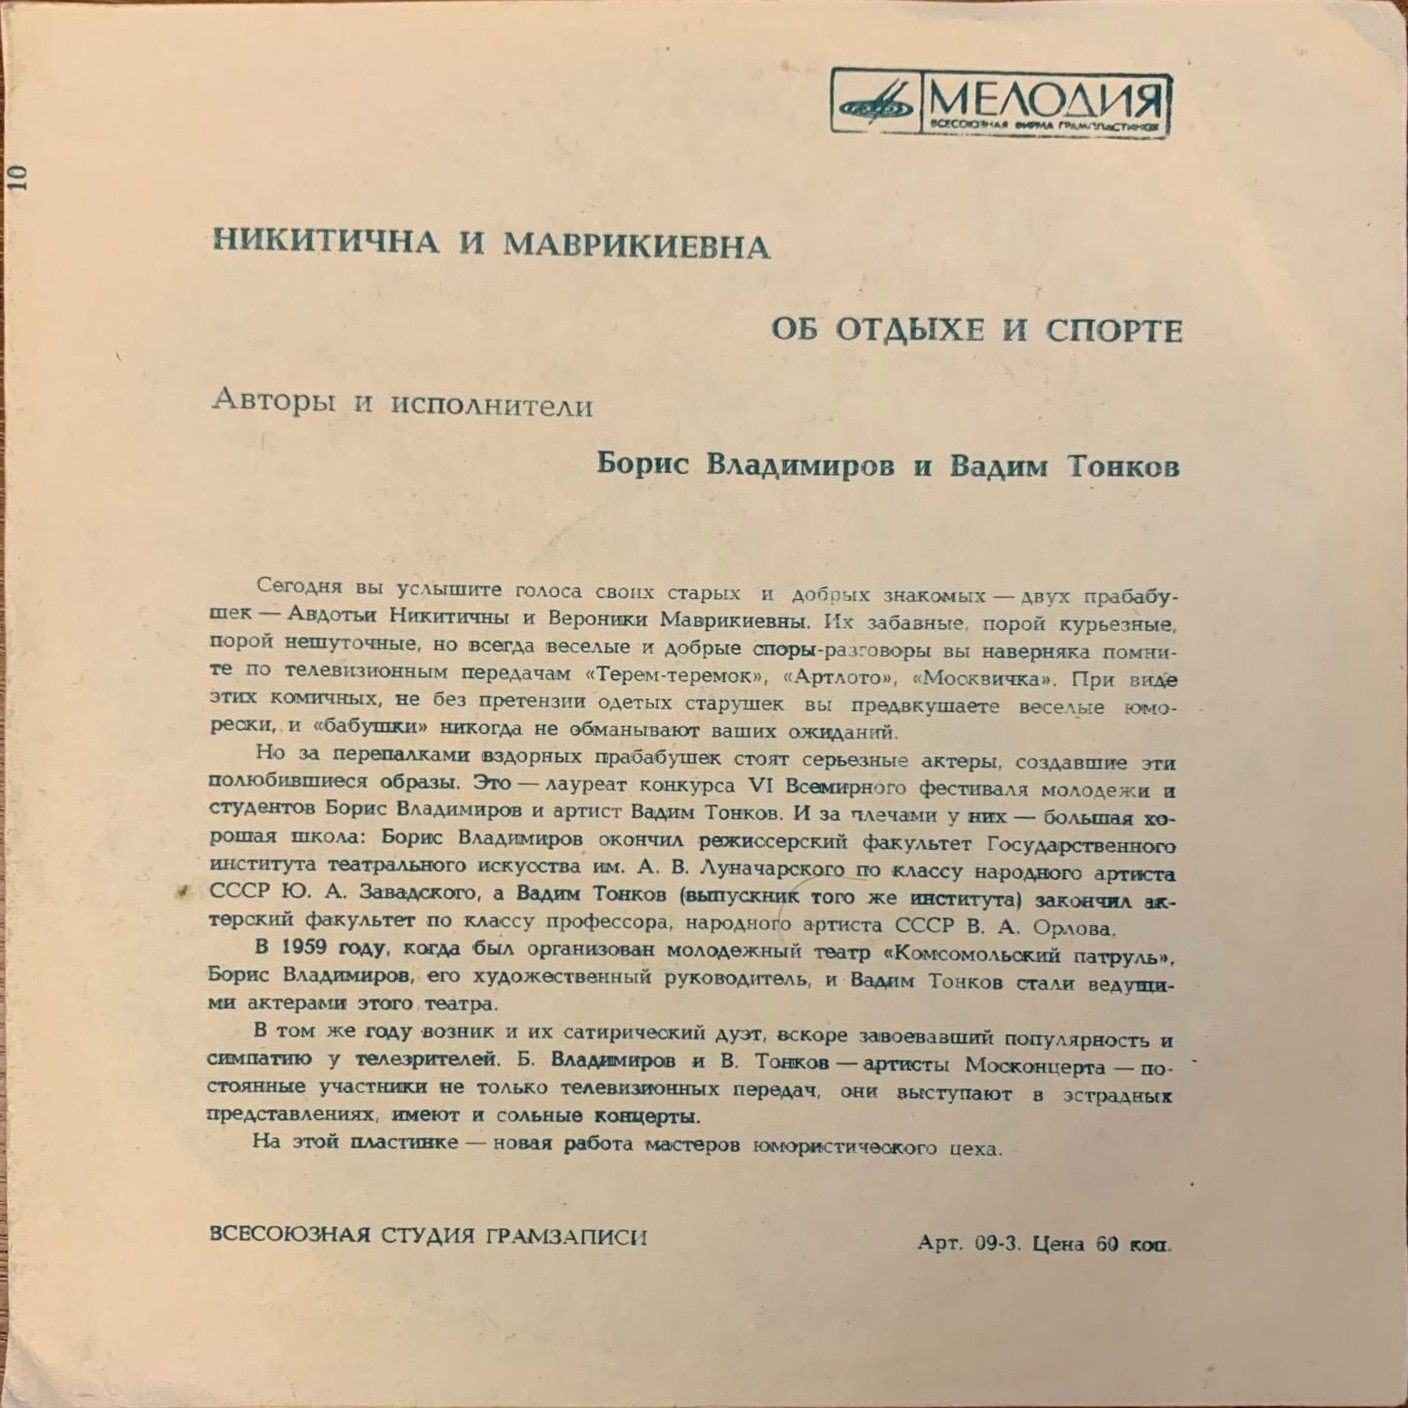 МЕЛОДИЯ
ВСЕСОЮЗНАЯ ФИРМА ГРАМПЛАСТИНОК
10
НИКИТИЧНА И МАВРИКИЕВНА
ОБ ОТДЫХЕ И СПОРТЕ
Авторы и исполнители
Борис Владимиров и Вадим Тонков
Сегодня вы услышите голоса своих старых и добрых знакомых — двух прабабу-
шек — Авдотьи Никитичны и Вероники Маврикиевны. Их забавные, порой курьезные,
порой нешуточные, но всегда веселые и добрые споры-разговоры вы наверняка помни-
те по телевизионным передачам «Терем-теремок», «Артлото», «Москвичка». При виде
этих комичных, не без претензии одетых старушек вы предвкушаете веселые юмо-
рески, и «бабушки» никогда не обманывают ваших ожиданий.
Но за перепалками вздорных прабабушек стоят серьезные актеры, создавшие эти
полюбившиеся образы. Это — лауреат конкурса VI Всемирного фестиваля молодежи и
студентов Борис Владимиров и артист Вадим Тонков. И за плечами у них — большая хо-
рошая школа: Борис Владимиров окончил режиссерский факультет Государственного
института театрального искусства им. А. В. Луначарского по классу народного артиста
СССР Ю. А. Завадского, а Вадим Тонков (выпускник того же института) закончил ак-
терский факультет по классу профессора, народного артиста СССР В. А. Орлова.
В 1959 году, когда был организован молодежный театр «Комсомольский патруль»,
Борис Владимиров, его художественный руководитель, и Вадим Тонков стали ведущи-
ми актерами этого театра.
В том же году возник и их сатирический дуэт, вскоре завоевавший популярность и
симпатию у телезрителей. Б. Владимиров и В. Тонков — артисты Москонцерта — по-
стоянные участники не только телевизионных передач, они выступают в эстрадных
представлениях, имеют и сольные концерты.
На этой пластинке — новая работа мастеров юмористического цеха.
ВСЕСОЮЗНАЯ СТУДИЯ ГРАМЗАПИСИ
Арт. 09-3. Цена 60 коп.